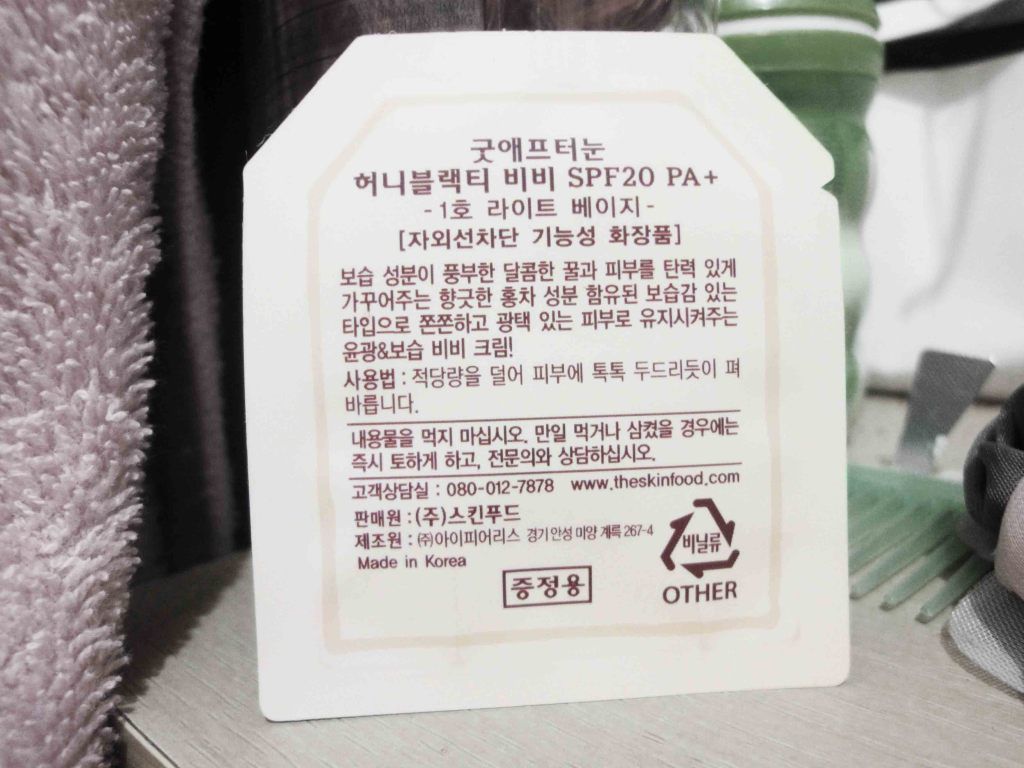 굿애프터눈
허니블랙티 비비 SPF20 PA+
- 1호 라이트 베이지 -
[자외선차단 기능성 화장품]
보습 성분이 풍부한 달콤한 꿀과 피부를 탄력 있게
가꾸어주는 향긋한 홍차 성분 함유된 보습감 있는
타입으로 쫀쫀하고 광택 있는 피부로 유지시켜주는
윤광&보습 비비 크림!
사용법 : 적당량을 덜어 피부에 톡톡 두드리듯이 펴
바릅니다.
내용물을 먹지 마십시오. 만일 먹거나 삼켰을 경우에는
즉시 토하게 하고, 전문의와 상담하십시오.
고객상담실 : 080-012-7878 www.theskinfood.com
판매원 : (주)스킨푸드
제조원 : ㈜아이피어리스 경기 안성 미양 계륵 267-4
Made in Korea
비닐류
OTHER
증정용